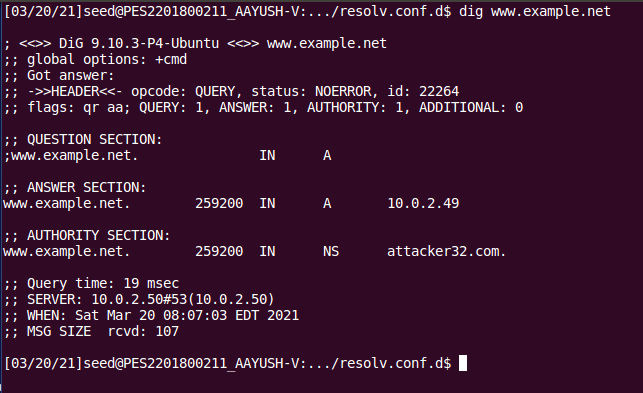 [03/20/21]seed@PES2201800211_AAYUSH-V:.../resolv.conf.d$ dig www.example.net
; <<>> DiG 9.10.3-P4-Ubuntu <<>> www.example.net
;; global options: +cmd
;; Got answer:
;; ->>HEADER<<- opcode: QUERY, status: NOERROR, id: 22264
;; flags: qr aa; QUERY: 1, ANSWER: 1, AUTHORITY: 1, ADDITIONAL: 0
;; QUESTION SECTION:
;www.example.net. IN A
;; ANSWER SECTION:
www.example.net. 259200 IN A 10.0.2.49
;; AUTHORITY SECTION:
www.example.net. 259200 IN NS attacker32.com.
;; Query time: 19 msec
;; SERVER: 10.0.2.50#53(10.0.2.50)
;; WHEN: Sat Mar 20 08:07:03 EDT 2021
;; MSG SIZE rcvd: 107
[03/20/21]seed@PES2201800211_AAYUSH-V:.../resolv.conf.d$